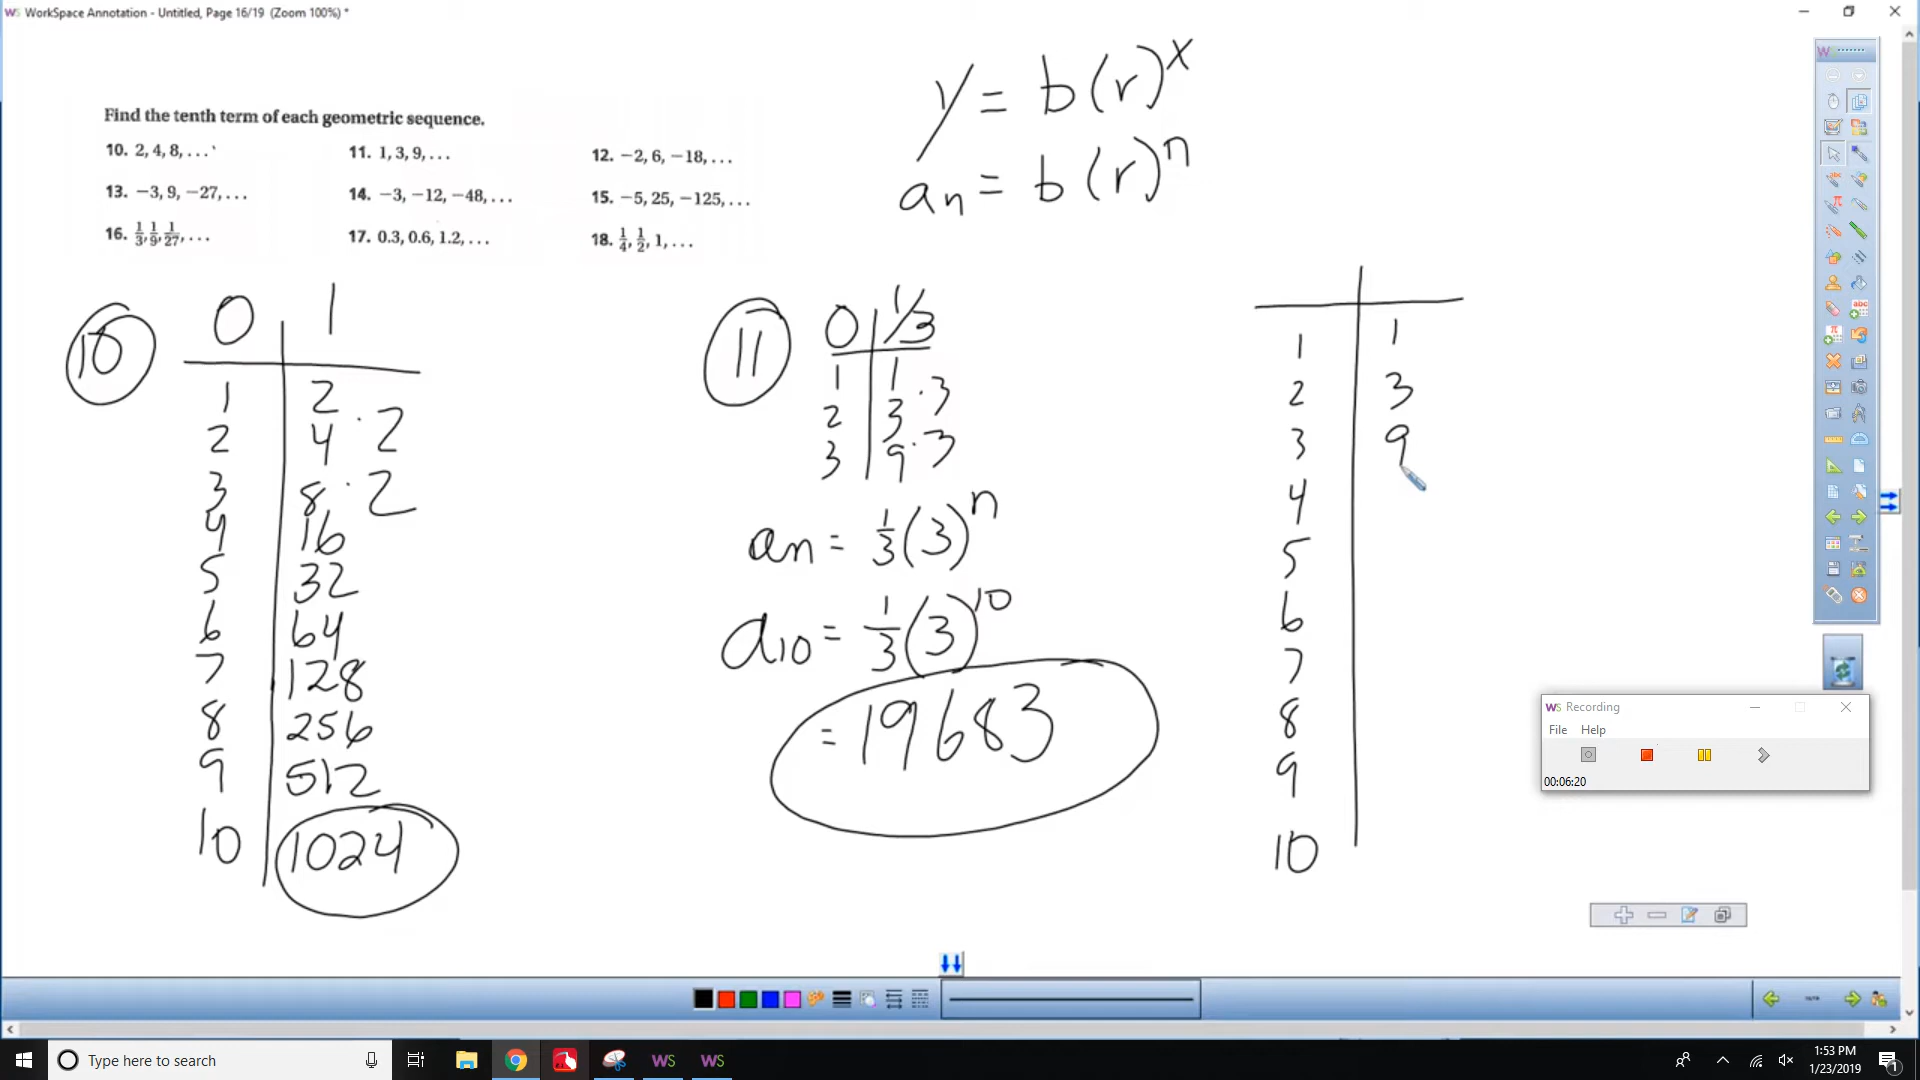 WorkSpace Annotation - Untitled, Page 16/19 (Zoom 100%) *
Find the tenth term of each geometric sequence.
10. 2, 4, 8, . . .
11. 1, 3, 9, . . .
12. −2, 6, −18, . . .
13. −3, 9, −27, . . .
14. −3, −12, −48, . . .
15. −5, 25, −125, . . .
16. 1/3, 1/9, 1/27, . . .
17. 0.3, 0.6, 1.2, . . .
18. 1/4, 1/2, 1, . . .
y = b(r)^x
an = b(r)^n
10
0 1
1 2
2 4 · 2
3 8 · 2
4 16
5 32
6 64
7 128
8 256
9 512
10 1024
11
0 1/3
1 1
2 3 · 3
3 9 · 3
an = 1/3 (3)^n
a10 = 1/3 (3)^10
= 19683
1 1
2 3
3 9
4
5
6
7
8
9
10
WS Recording
File Help
00:06:20
Type here to search
WS
WS
1:53 PM
1/23/2019
1